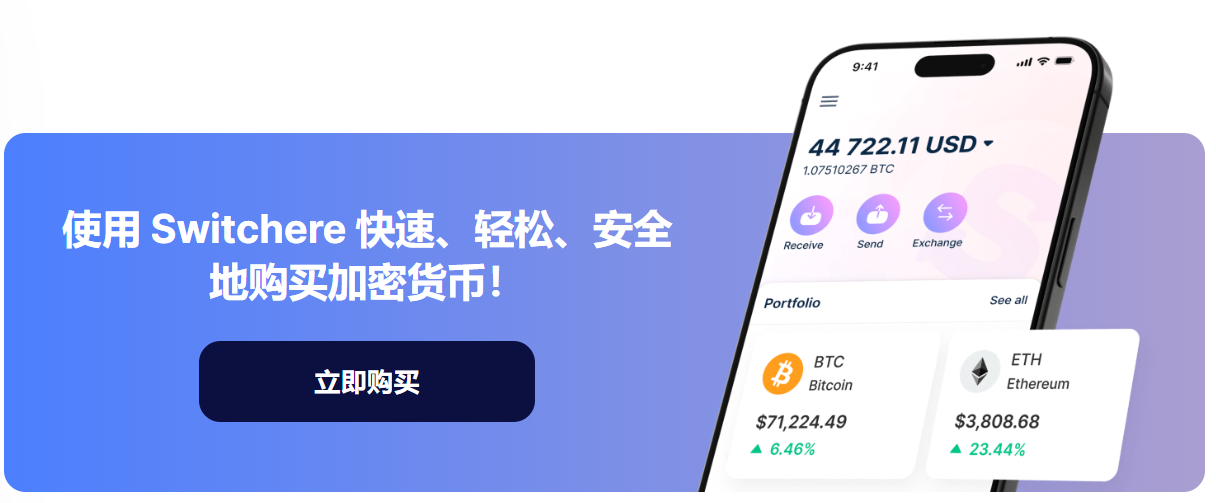 使用 Switchere 快速、轻松、安全
地购买加密货币！
立即购买
9:41
44 722.11 USD
1.07510267 BTC
Receive
Send
Exchange
Portfolio
See all
BTC
Bitcoin
$71,224.49
6.46%
ETH
Ethereum
$3,808.68
23.44%